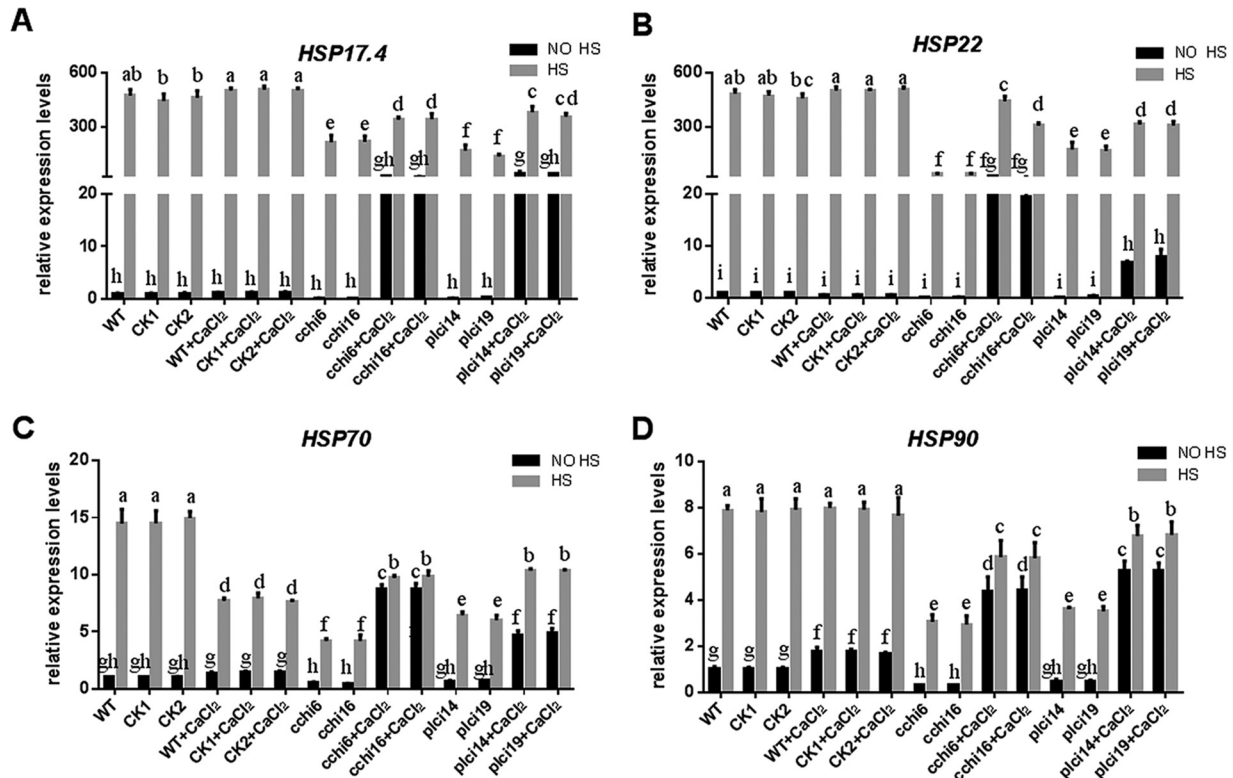 A
HSP17.4
NO HS
HS
relative expression levels
600
300
20
10
0
ab b b a a a e e d d f f c cd
h h h h h h h h gh gh h h g gh
WT CK1 CK2 WT+CaCl₂ CK1+CaCl₂ CK2+CaCl₂ cchi6 cchi16 cchi6+CaCl₂ cchi16+CaCl₂ plci14 plci19 plci14+CaCl₂ plci19+CaCl₂
B
HSP22
NO HS
HS
relative expression levels
600
300
20
10
0
ab ab bc a a a f f c d e e d d
i i i i i i i i fg fg i i h h
WT CK1 CK2 WT+CaCl₂ CK1+CaCl₂ CK2+CaCl₂ cchi6 cchi16 cchi6+CaCl₂ cchi16+CaCl₂ plci14 plci19 plci14+CaCl₂ plci19+CaCl₂
C
HSP70
NO HS
HS
relative expression levels
20
15
10
5
0
a a a d d d f f b b e e b b
gh gh gh g g g h h c c gh gh f f
WT CK1 CK2 WT+CaCl₂ CK1+CaCl₂ CK2+CaCl₂ cchi6 cchi16 cchi6+CaCl₂ cchi16+CaCl₂ plci14 plci19 plci14+CaCl₂ plci19+CaCl₂
D
HSP90
NO HS
HS
relative expression levels
10
8
6
4
2
0
a a a a a a e e c c e e b b
g g g f f f h h d d gh gh c c
WT CK1 CK2 WT+CaCl₂ CK1+CaCl₂ CK2+CaCl₂ cchi6 cchi16 cchi6+CaCl₂ cchi16+CaCl₂ plci14 plci19 plci14+CaCl₂ plci19+CaCl₂